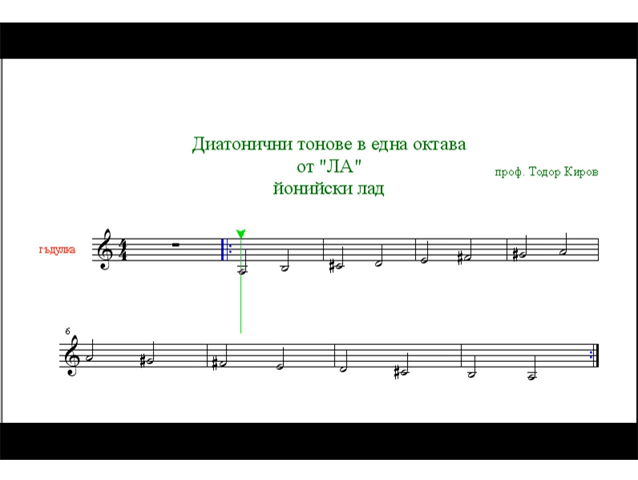 Диатонични тонове в една октава
от "ЛА"
йонийски лад
проф. Тодор Киров
гъдулка
4
4
6